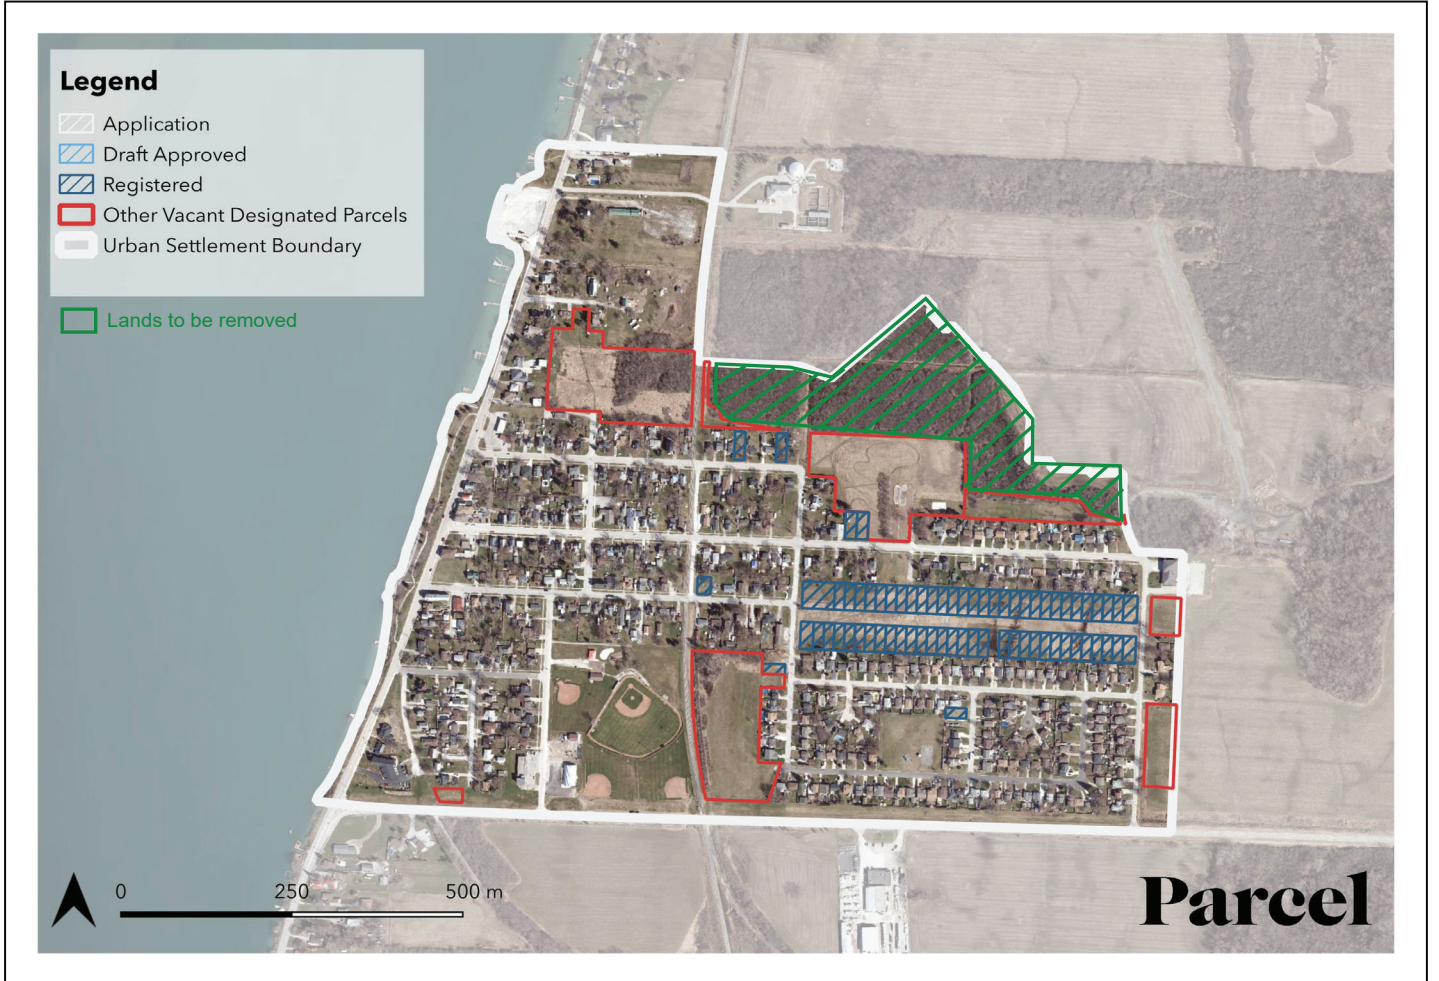 Legend
Application
Draft Approved
Registered
Other Vacant Designated Parcels
Urban Settlement Boundary
Lands to be removed
0 250 500 m
Parcel